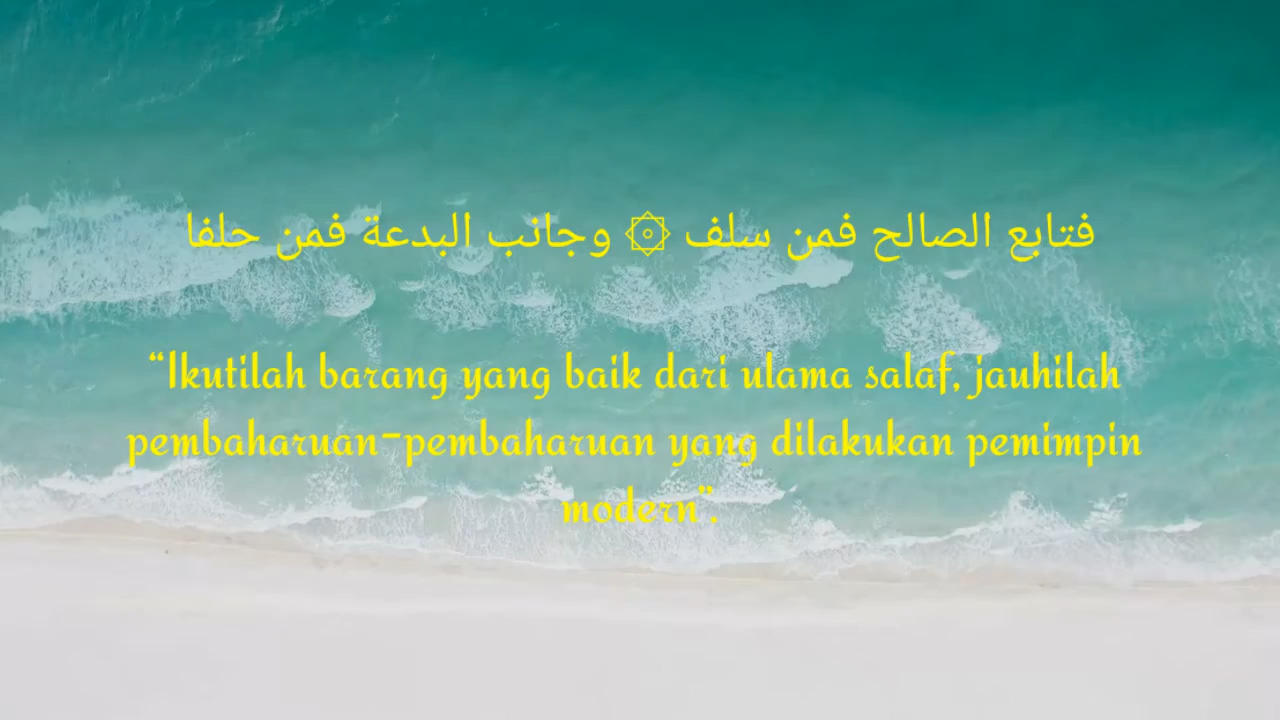 فتابع الصالح فمن سلف ۞ وجانب البدعة فمن حلفا
“Ikutilah barang yang baik dari ulama salaf, jauhilah
pembaharuan-pembaharuan yang dilakukan pemimpin
modern”.